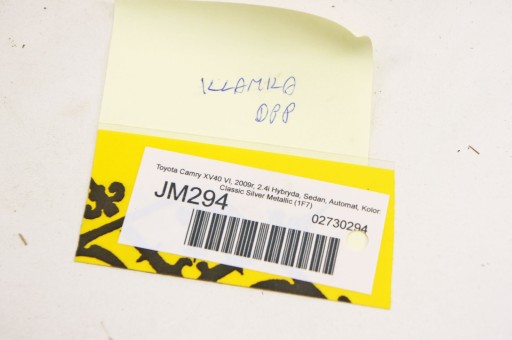 KLAMKA
DPP
Toyota Camry XV40 VI, 2009r, 2.4i Hybryda, Sedan, Automat, Kolor:
Classic Silver Metallic (1F7)
JM294
02730294